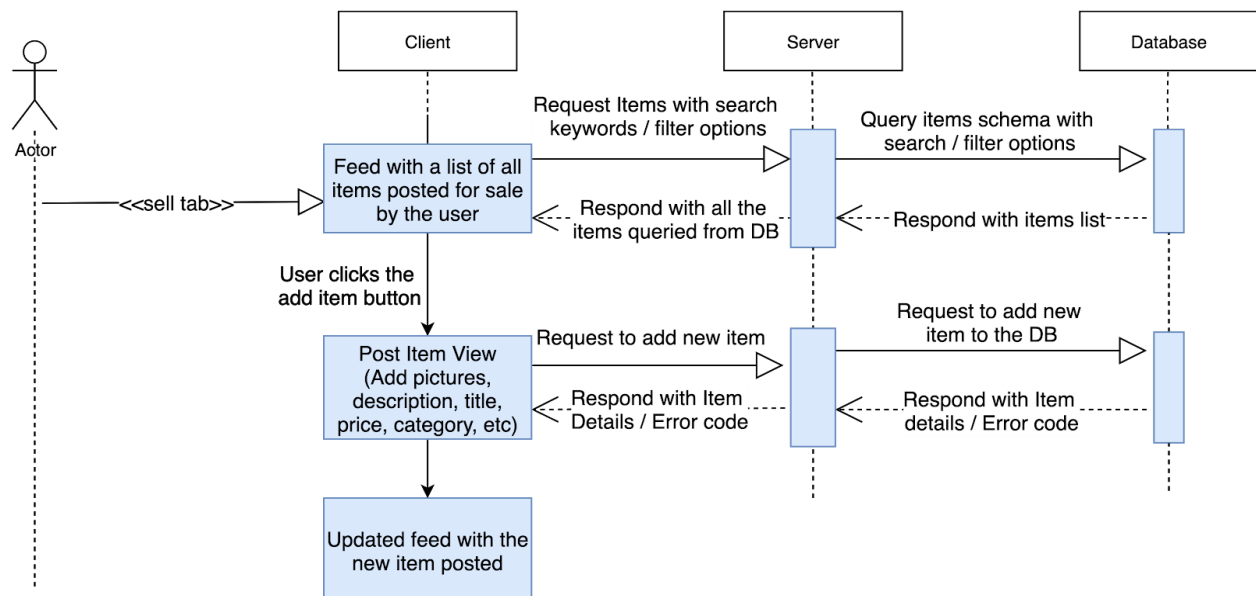 Client
Server
Database
Actor
Request Items with search
keywords / filter options
Query items schema with
search / filter options
Feed with a list of all
items posted for sale
by the user
<<sell tab>>
Respond with all the
items queried from DB
Respond with items list
User clicks the
add item button
Post Item View
(Add pictures,
description, title,
price, category, etc)
Request to add new item
Request to add new
item to the DB
Respond with Item
Details / Error code
Respond with Item
details / Error code
Updated feed with the
new item posted